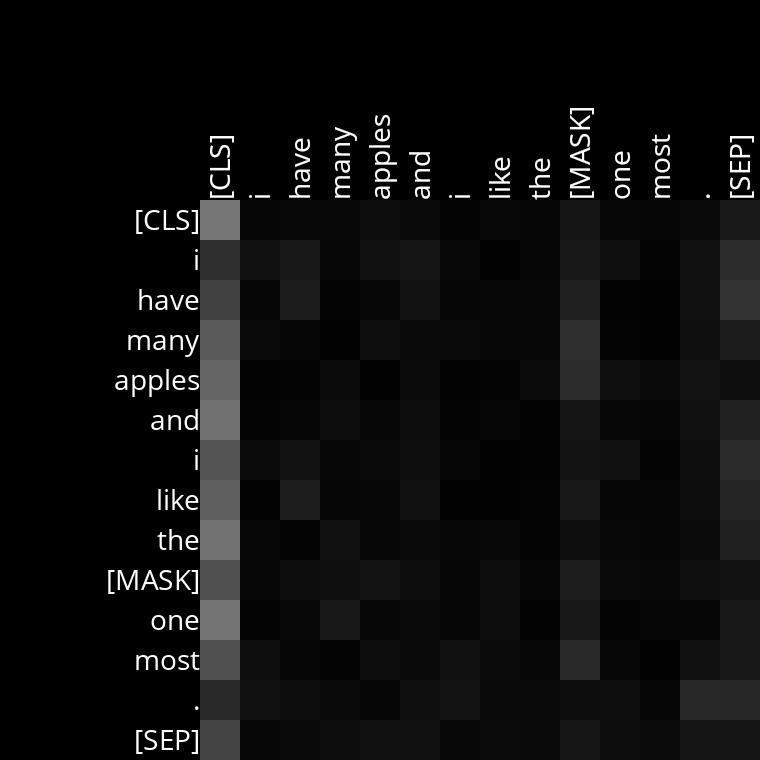 [CLS] i have many apples and i like the [MASK] one most . [SEP]
[CLS]
i
have
many
apples
and
i
like
the
[MASK]
one
most
.
[SEP]